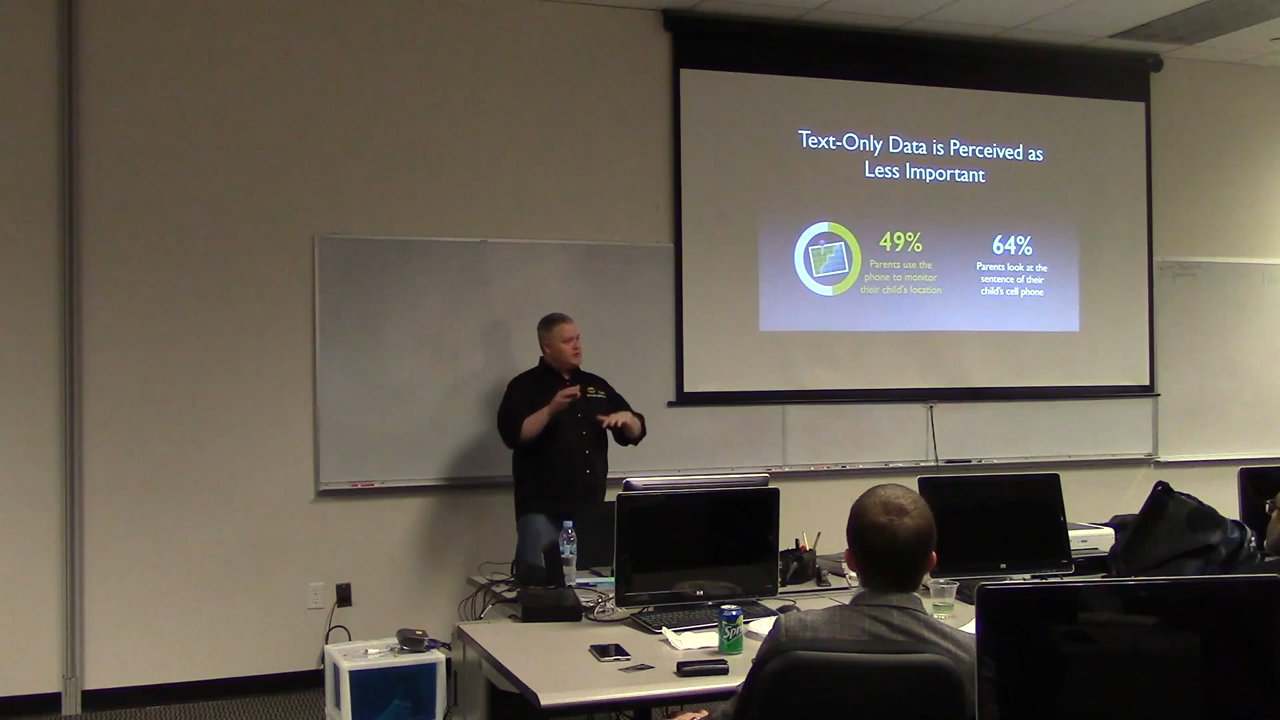 Text-Only Data is Perceived as
Less Important
49%
Parents use the
phone to monitor
their child's location
64%
Parents look at the
sentence of their
child's cell phone
hp